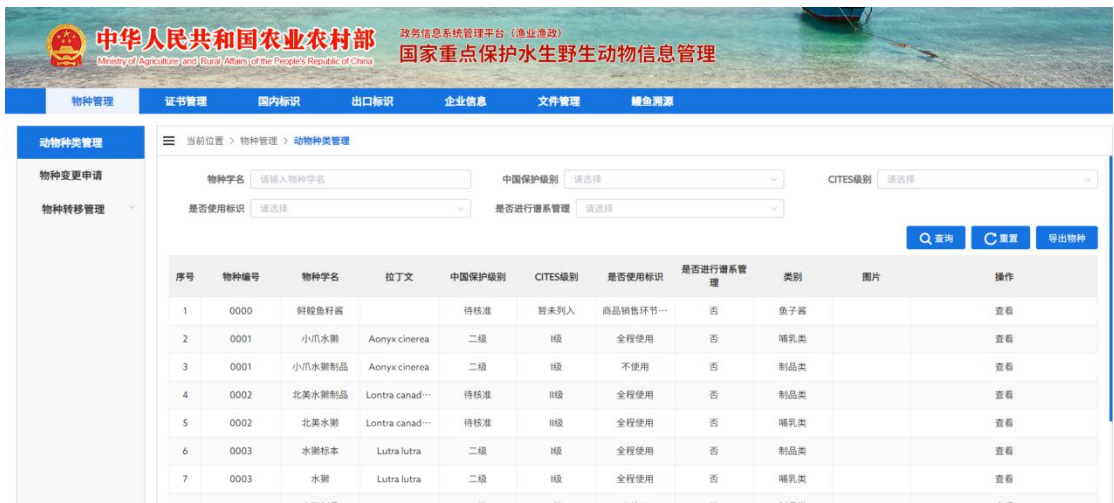 中华人民共和国农业农村部
Ministry of Agriculture and Rural Affairs of the People's Republic of China
政务信息系统管理平台（渔业渔政）
国家重点保护水生野生动物信息管理
物种管理 证书管理 国内标识 出口标识 企业信息 文件管理 鳗鱼溯源
动物种类管理
物种变更申请
物种转移管理
当前位置 > 物种管理 > 动物种类管理
物种学名 请输入物种学名 中国保护级别 请选择 CITES级别 请选择
是否使用标识 请选择 是否进行谱系管理 请选择
查询 重置 导出物种
序号 物种编号 物种学名 拉丁文 中国保护级别 CITES级别 是否使用标识 是否进行谱系管理 类别 图片 操作
1 0000 鲟鳇鱼籽酱 待核准 暂未列入 商品销售环节… 否 鱼子酱 查看
2 0001 小爪水獭 Aonyx cinerea 二级 I级 全程使用 否 哺乳类 查看
3 0001 小爪水獭制品 Aonyx cinerea 二级 I级 不使用 否 制品类 查看
4 0002 北美水獭制品 Lontra canad… 待核准 II级 全程使用 否 制品类 查看
5 0002 北美水獭 Lontra canad… 待核准 II级 全程使用 否 哺乳类 查看
6 0003 水獭标本 Lutra lutra 二级 I级 全程使用 否 制品类 查看
7 0003 水獭 Lutra lutra 二级 I级 全程使用 否 哺乳类 查看